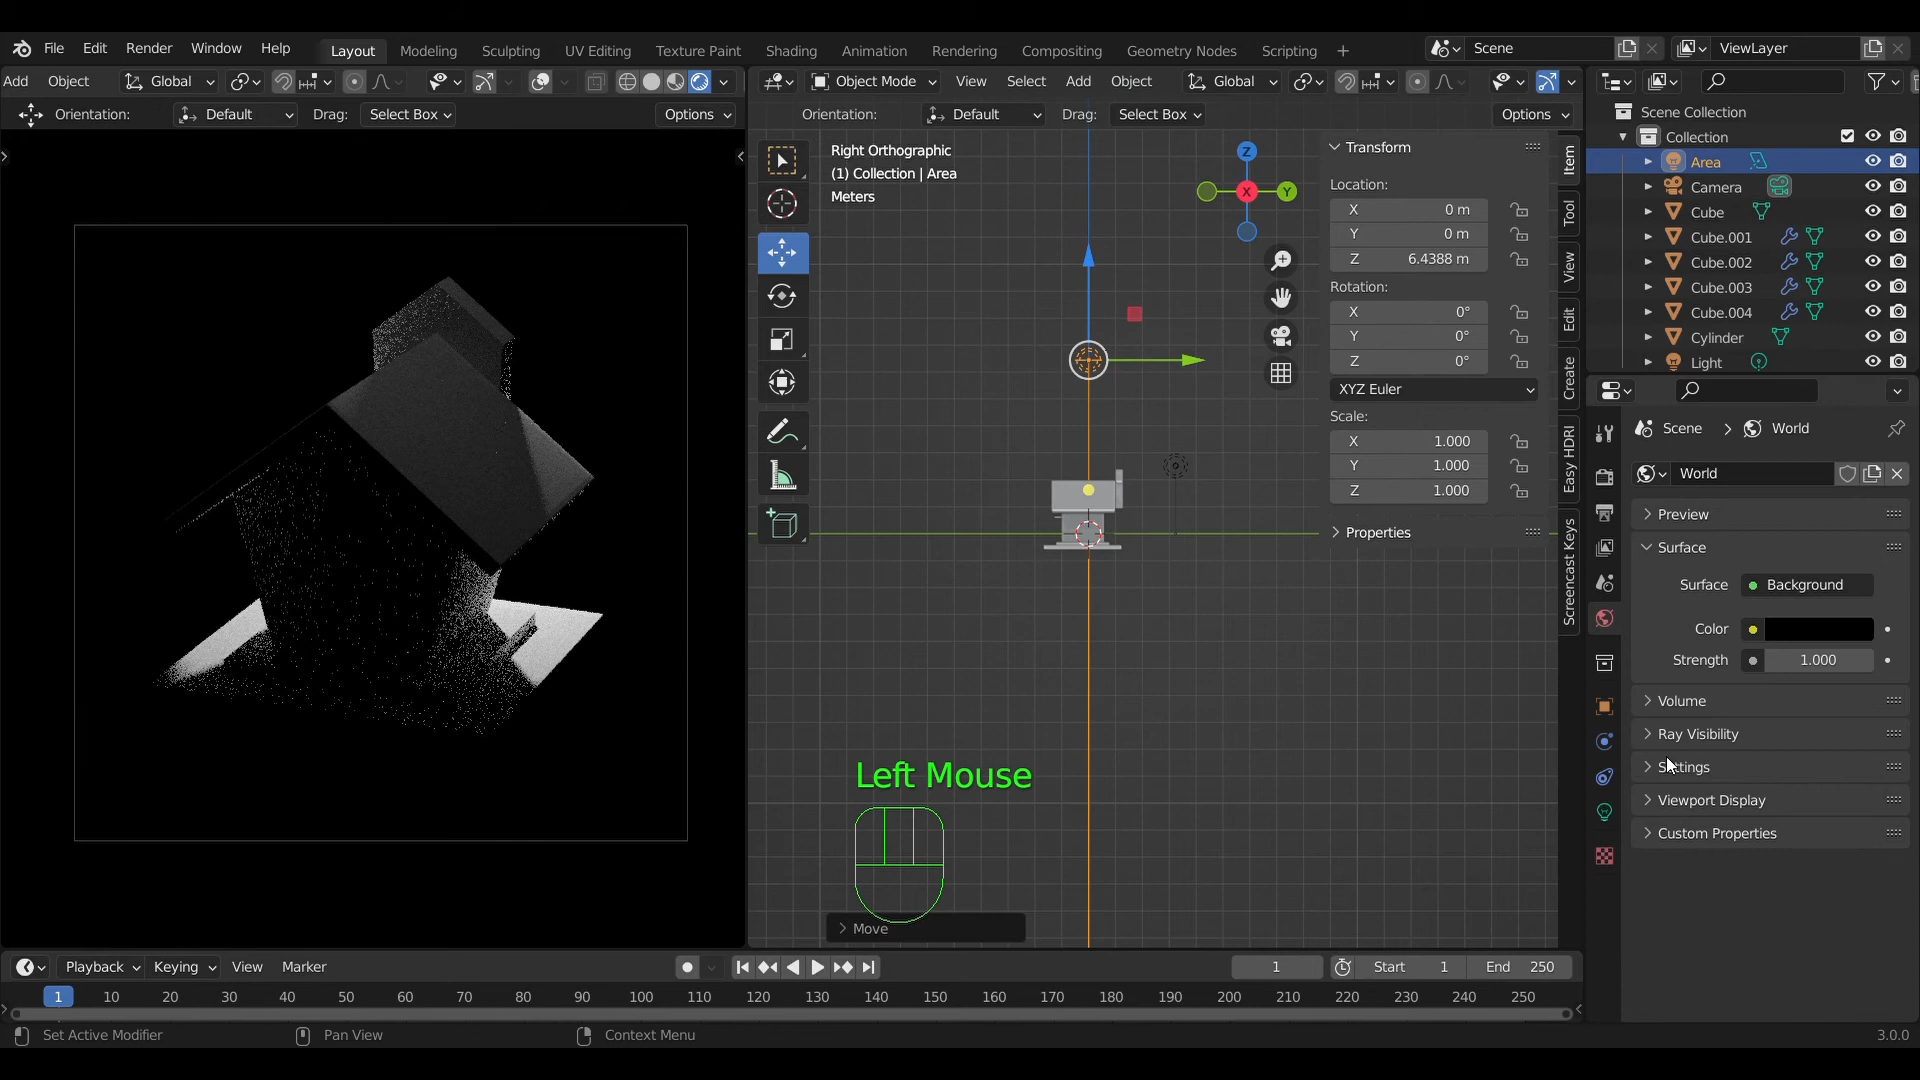 File Edit Render Window Help Layout Modeling Sculpting UV Editing Texture Paint Shading Animation Rendering Compositing Geometry Nodes Scripting + Scene ViewLayer
Add Object Global Object Mode View Select Add Object Global
Orientation: Default Drag: Select Box Options Orientation: Default Drag: Select Box Options
Right Orthographic
(1) Collection | Area
Meters
Z
Y
X
Transform
Location:
X 0 m
Y 0 m
Z 6.4388 m
Rotation:
X 0°
Y 0°
Z 0°
XYZ Euler
Scale:
X 1.000
Y 1.000
Z 1.000
Properties
Item
Tool
View
Edit
Create
Easy HDRI
Screencast Keys
Scene Collection
Collection
Area
Camera
Cube
Cube.001
Cube.002
Cube.003
Cube.004
Cylinder
Light
Scene > World
World
Preview
Surface
Surface Background
Color
Strength 1.000
Volume
Ray Visibility
Settings
Viewport Display
Custom Properties
Left Mouse
Move
Playback Keying View Marker 1 Start 1 End 250
1 10 20 30 40 50 60 70 80 90 100 110 120 130 140 150 160 170 180 190 200 210 220 230 240 250
Set Active Modifier Pan View Context Menu 3.0.0